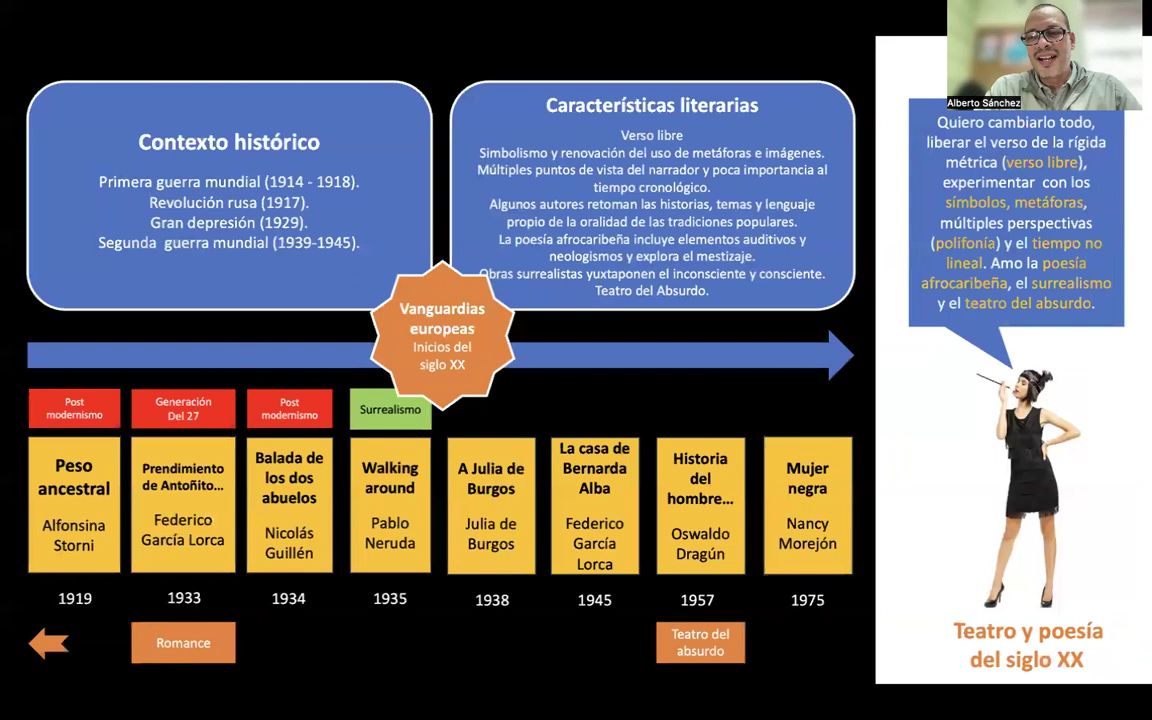 Contexto histórico
Primera guerra mundial (1914 - 1918).
Revolución rusa (1917).
Gran depresión (1929).
Segunda guerra mundial (1939-1945).
Características literarias
Verso libre
Simbolismo y renovación del uso de metáforas e imágenes.
Múltiples puntos de vista del narrador y poca importancia al
tiempo cronológico.
Algunos autores retoman las historias, temas y lenguaje
propio de la oralidad de las tradiciones populares.
La poesía afrocaribeña incluye elementos auditivos y
neologismos y explora el mestizaje.
Obras surrealistas yuxtaponen el inconsciente y consciente.
Teatro del Absurdo.
Vanguardias
europeas
Inicios del
siglo XX
Post
modernismo
Generación
Del 27
Post
modernismo
Surrealismo
Peso
ancestral
Alfonsina
Storni
Prendimiento
de Antoñito...
Federico
García Lorca
Balada de
los dos
abuelos
Nicolás
Guillén
Walking
around
Pablo
Neruda
A Julia de
Burgos
Julia de
Burgos
La casa de
Bernarda
Alba
Federico
García
Lorca
Historia
del
hombre...
Oswaldo
Dragún
Mujer
negra
Nancy
Morejón
1919
1933
1934
1935
1938
1945
1957
1975
Romance
Teatro del
absurdo
Alberto Sánchez
Quiero cambiarlo todo,
liberar el verso de la rígida
métrica (verso libre),
experimentar con los
símbolos, metáforas,
múltiples perspectivas
(polifonía) y el tiempo no
lineal. Amo la poesía
afrocaribeña, el surrealismo
y el teatro del absurdo.
Teatro y poesía
del siglo XX